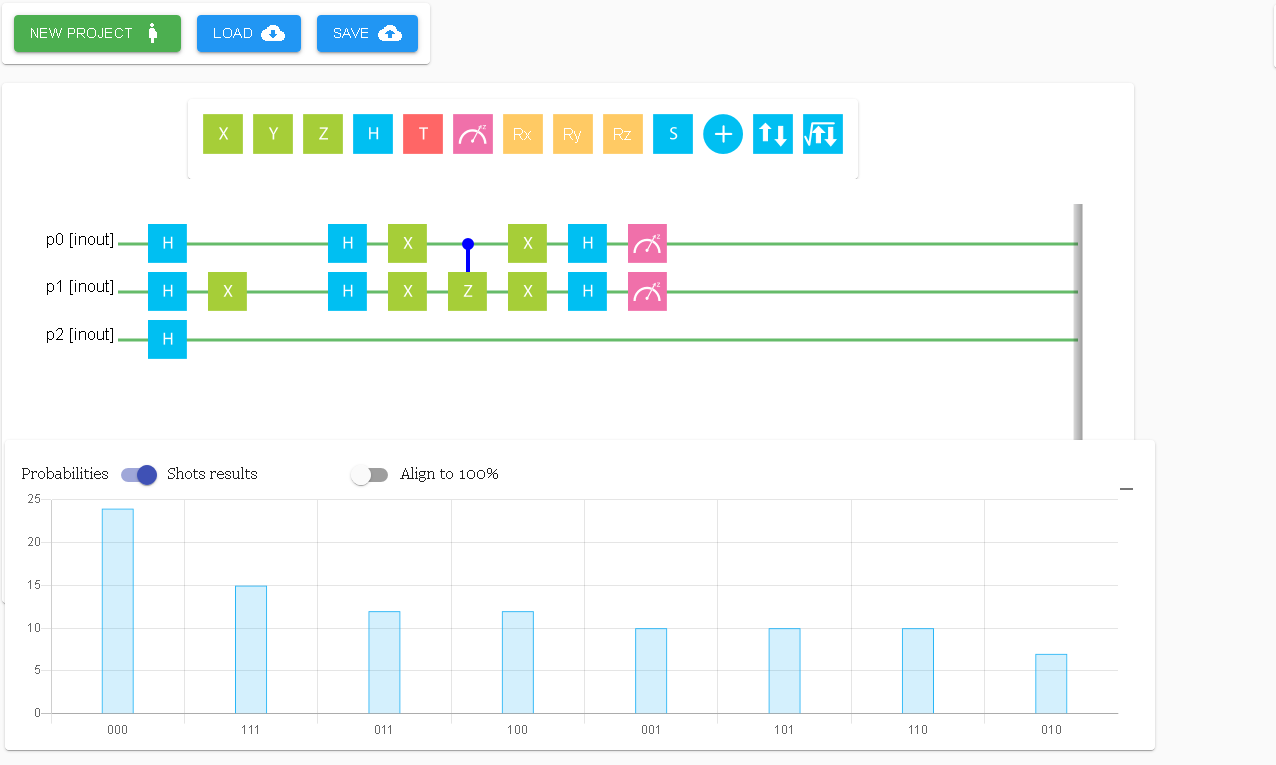 NEW PROJECT LOAD SAVE
X Y Z H T z Rx Ry Rz S + √
p0 [inout] H H X X H z
p1 [inout] H X H X Z X H z
p2 [inout] H
Probabilities Shots results Align to 100%
25
20
15
10
5
0
000 111 011 100 001 101 110 010